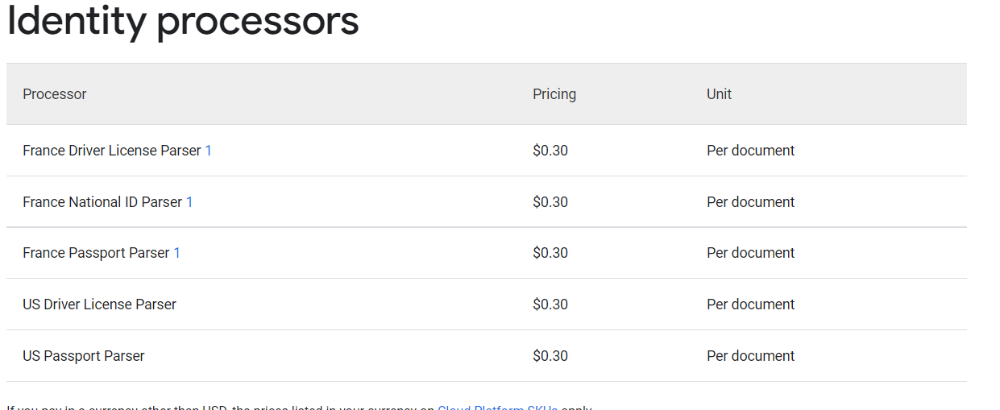 Identity processors
Processor Pricing Unit
France Driver License Parser 1 $0.30 Per document
France National ID Parser 1 $0.30 Per document
France Passport Parser 1 $0.30 Per document
US Driver License Parser $0.30 Per document
US Passport Parser $0.30 Per document
If you pay in a currency other than USD, the prices listed in your currency on Cloud Platform SKUs apply.